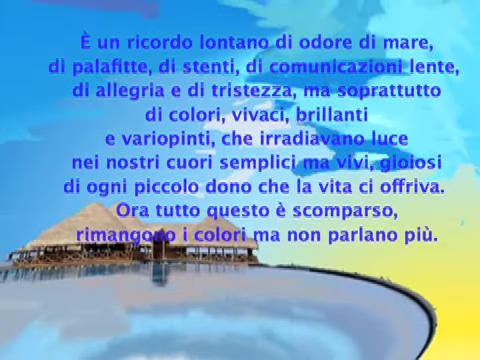 È un ricordo lontano di odore di mare,
di palafitte, di stenti, di comunicazioni lente,
di allegria e di tristezza, ma soprattutto
di colori, vivaci, brillanti
e variopinti, che irradiavano luce
nei nostri cuori semplici ma vivi, gioiosi
di ogni piccolo dono che la vita ci offriva.
Ora tutto questo è scomparso,
rimangono i colori ma non parlano più.